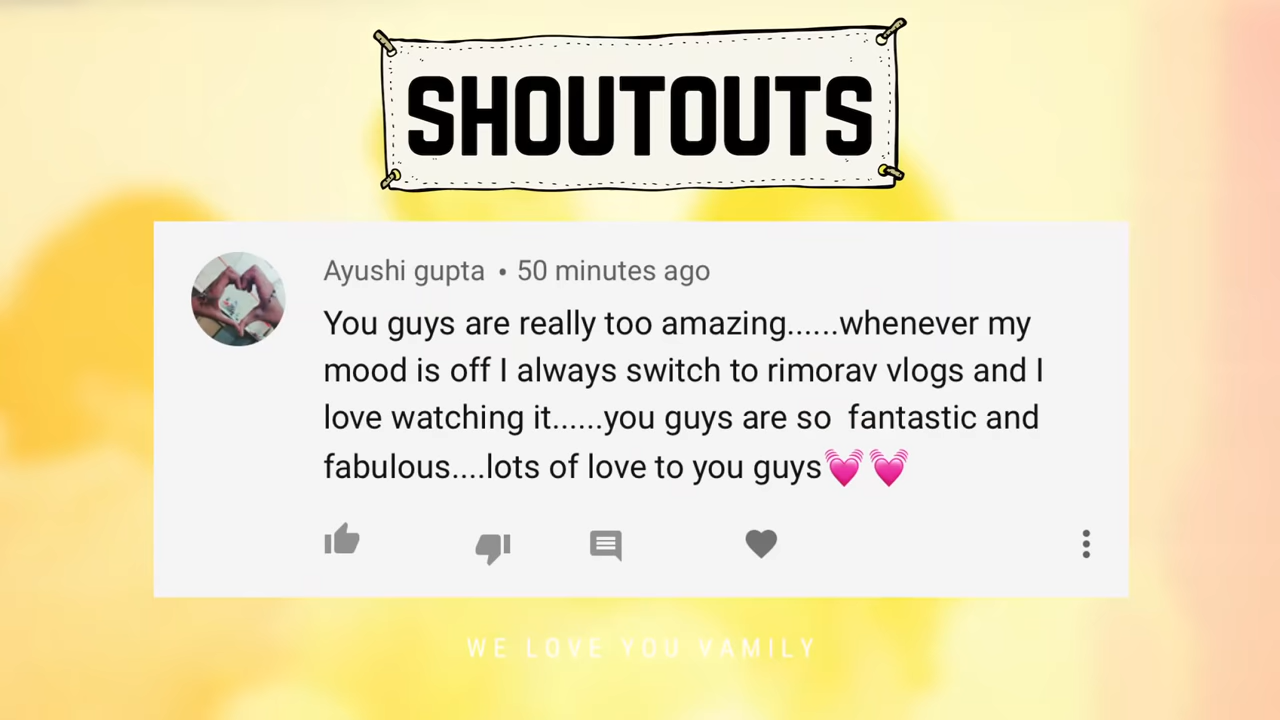 SHOUTOUTS
Ayushi gupta • 50 minutes ago
You guys are really too amazing......whenever my
mood is off I always switch to rimorav vlogs and I
love watching it......you guys are so  fantastic and
fabulous....lots of love to you guys💓💓
WE LOVE YOU VAMILY